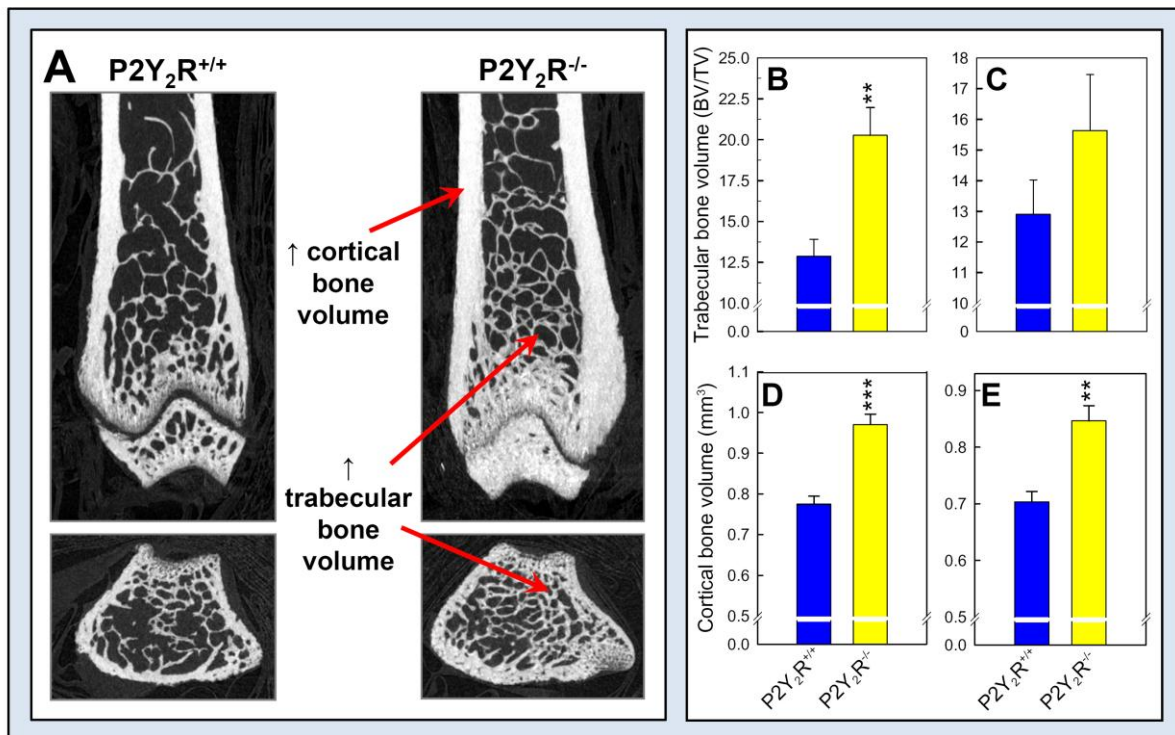 A
P2Y₂R⁺/⁺
P2Y₂R⁻/⁻
↑ cortical
bone
volume
↑
trabecular
bone
volume
Trabecular bone volume (BV/TV)
B
25.0
22.5
20.0
17.5
15.0
12.5
10.0
0.0
**
C
18
17
16
15
14
13
12
11
10
0
Cortical bone volume (mm³)
D
1.1
1.0
0.9
0.8
0.7
0.6
0.5
0.0
***
P2Y₂R⁺/⁺
P2Y₂R⁻/⁻
E
0.9
0.8
0.7
0.6
0.5
0.0
**
P2Y₂R⁺/⁺
P2Y₂R⁻/⁻